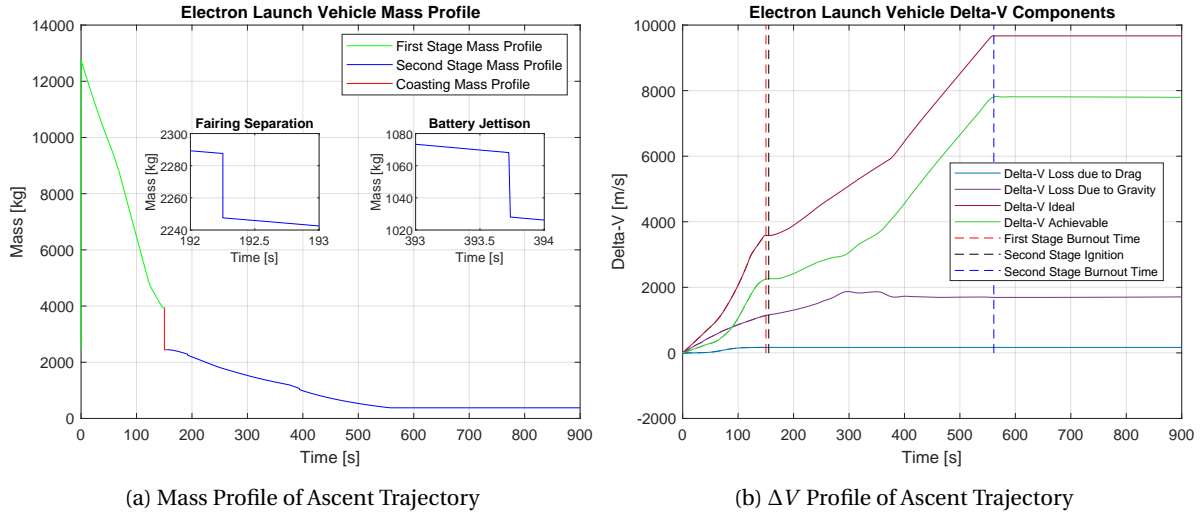 Electron Launch Vehicle Mass Profile
14000
12000
10000
8000
6000
4000
2000
0
Mass [kg]
0 100 200 300 400 500 600 700 800 900
Time [s]
First Stage Mass Profile
Second Stage Mass Profile
Coasting Mass Profile
Fairing Separation
2300
2280
2260
2240
Mass [kg]
192 192.5 193
Time [s]
Battery Jettison
1080
1060
1040
1020
Mass [kg]
393 393.5 394
Time [s]
(a) Mass Profile of Ascent Trajectory
Electron Launch Vehicle Delta-V Components
10000
8000
6000
4000
2000
0
-2000
Delta-V [m/s]
0 100 200 300 400 500 600 700 800 900
Time [s]
Delta-V Loss due to Drag
Delta-V Loss Due to Gravity
Delta-V Ideal
Delta-V Achievable
First Stage Burnout Time
Second Stage Ignition
Second Stage Burnout Time
(b) ΔV Profile of Ascent Trajectory